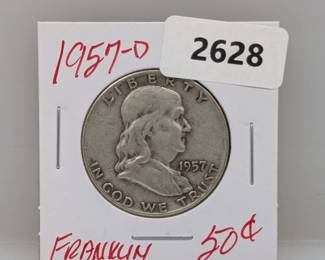 1957-D
2628
LIBERTY
1957
IN GOD WE TRUST
FRANKLIN 50¢